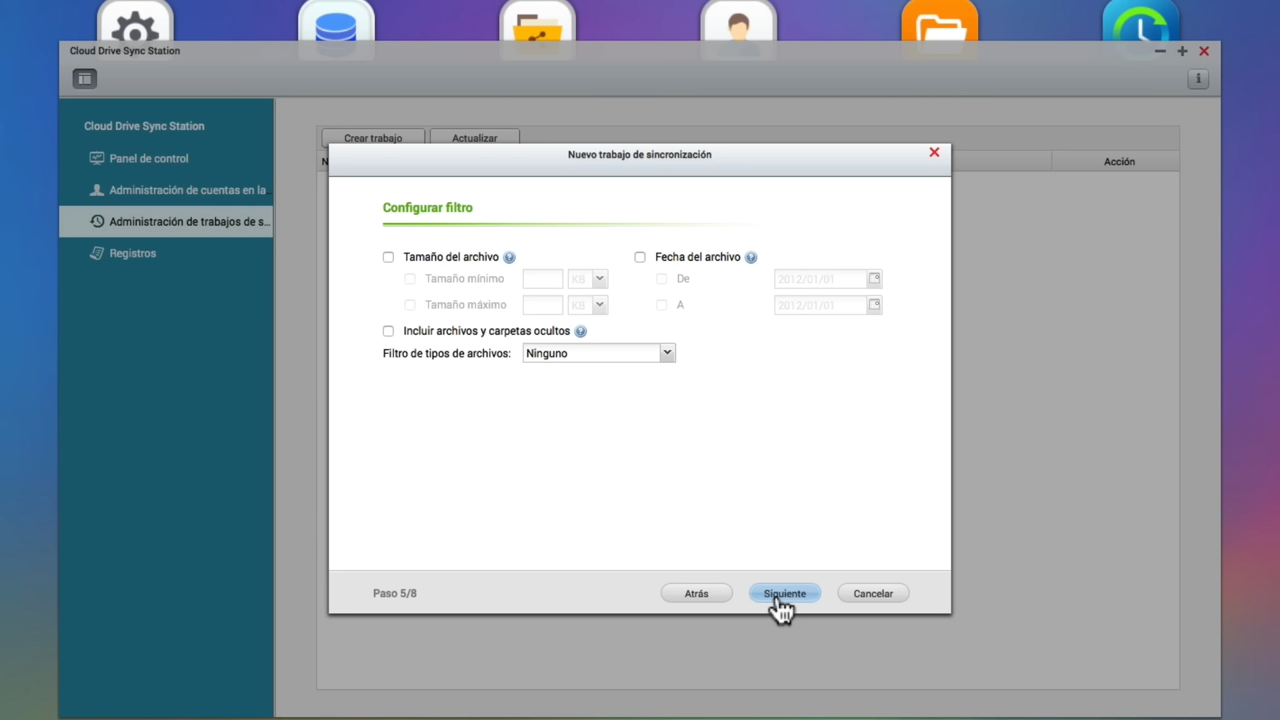 Cloud Drive Sync Station
Cloud Drive Sync Station
Panel de control
Administración de cuentas en la
Administración de trabajos de s...
Registros
Crear trabajo
Actualizar
N
Acción
Nuevo trabajo de sincronización
Configurar filtro
Tamaño del archivo
Fecha del archivo
Tamaño mínimo
KB
De
2012/01/01
Tamaño máximo
KB
A
2012/01/01
Incluir archivos y carpetas ocultos
Filtro de tipos de archivos: Ninguno
Paso 5/8
Atrás
Siguiente
Cancelar